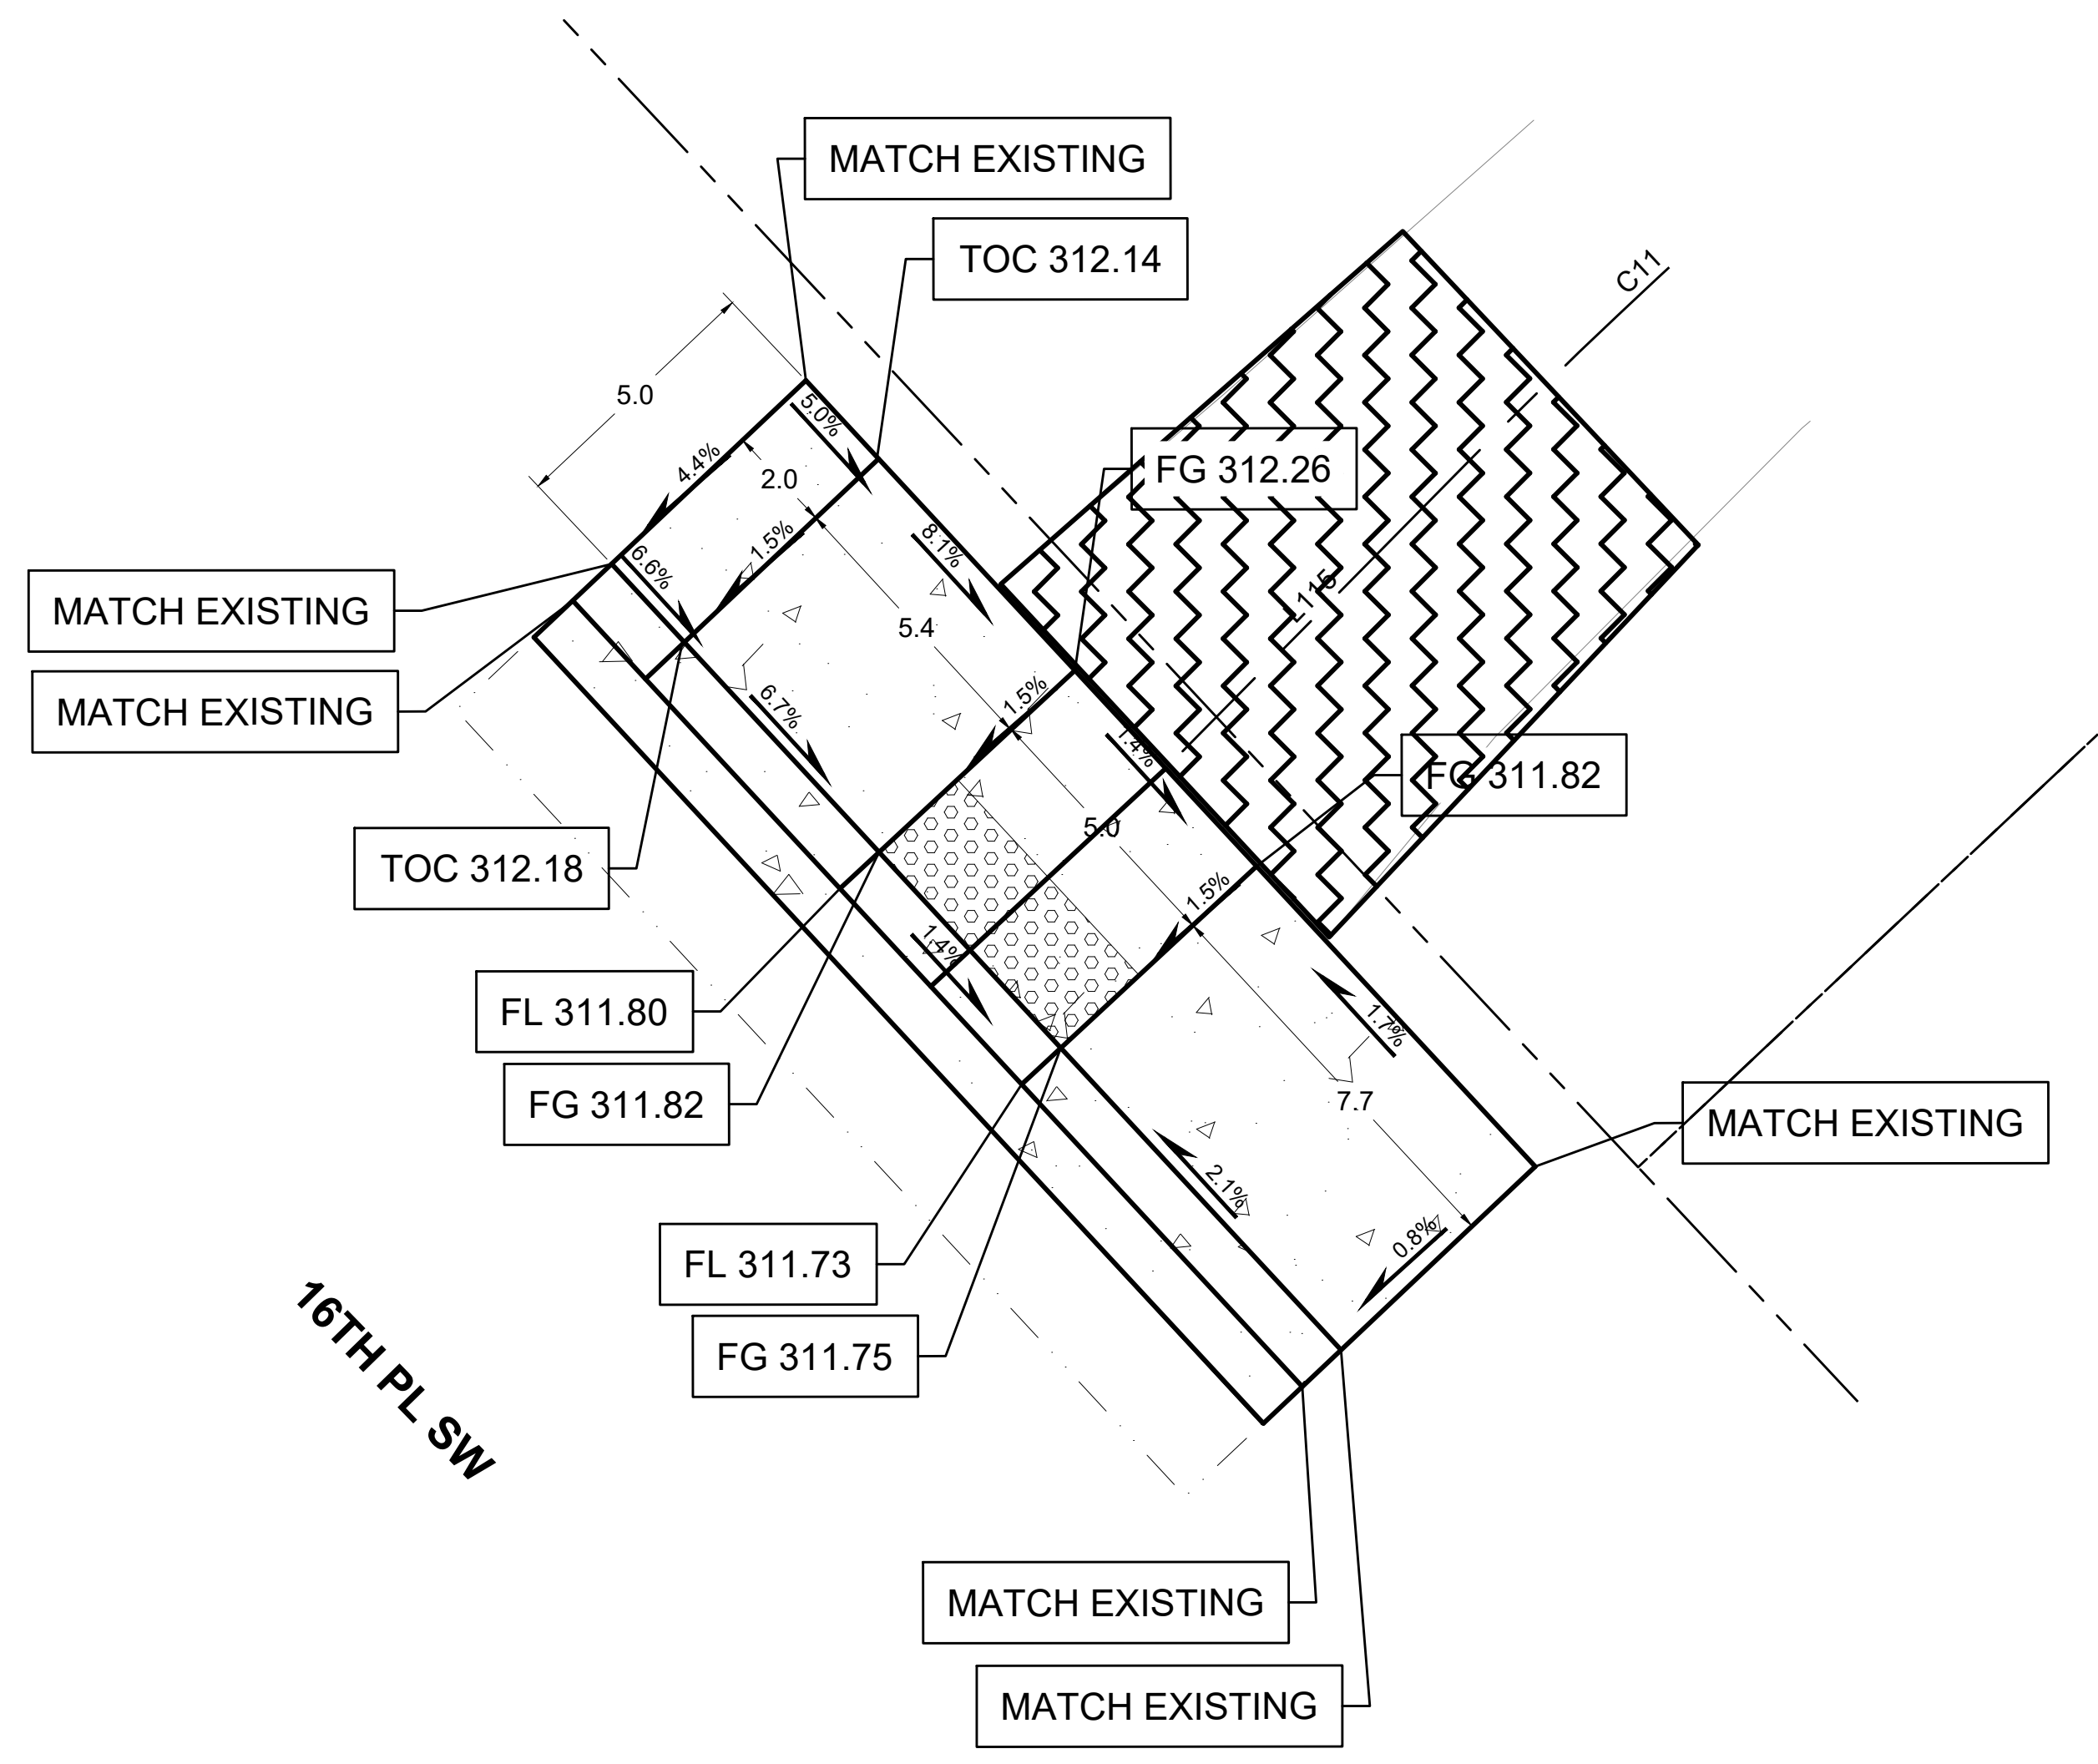 MATCH EXISTING
TOC 312.14
C11
5.0
5.0%
4.4%
2.0
FG 312.26
1.5%
8.1%
6.6%
MATCH EXISTING
L115
5.4
MATCH EXISTING
6.7%
1.5%
1.4%
FG 311.82
5.0
TOC 312.18
1.5%
1.4%
FL 311.80
1.7%
FG 311.82
7.7
MATCH EXISTING
2.1%
0.8%
FL 311.73
FG 311.75
16TH PL SW
MATCH EXISTING
MATCH EXISTING